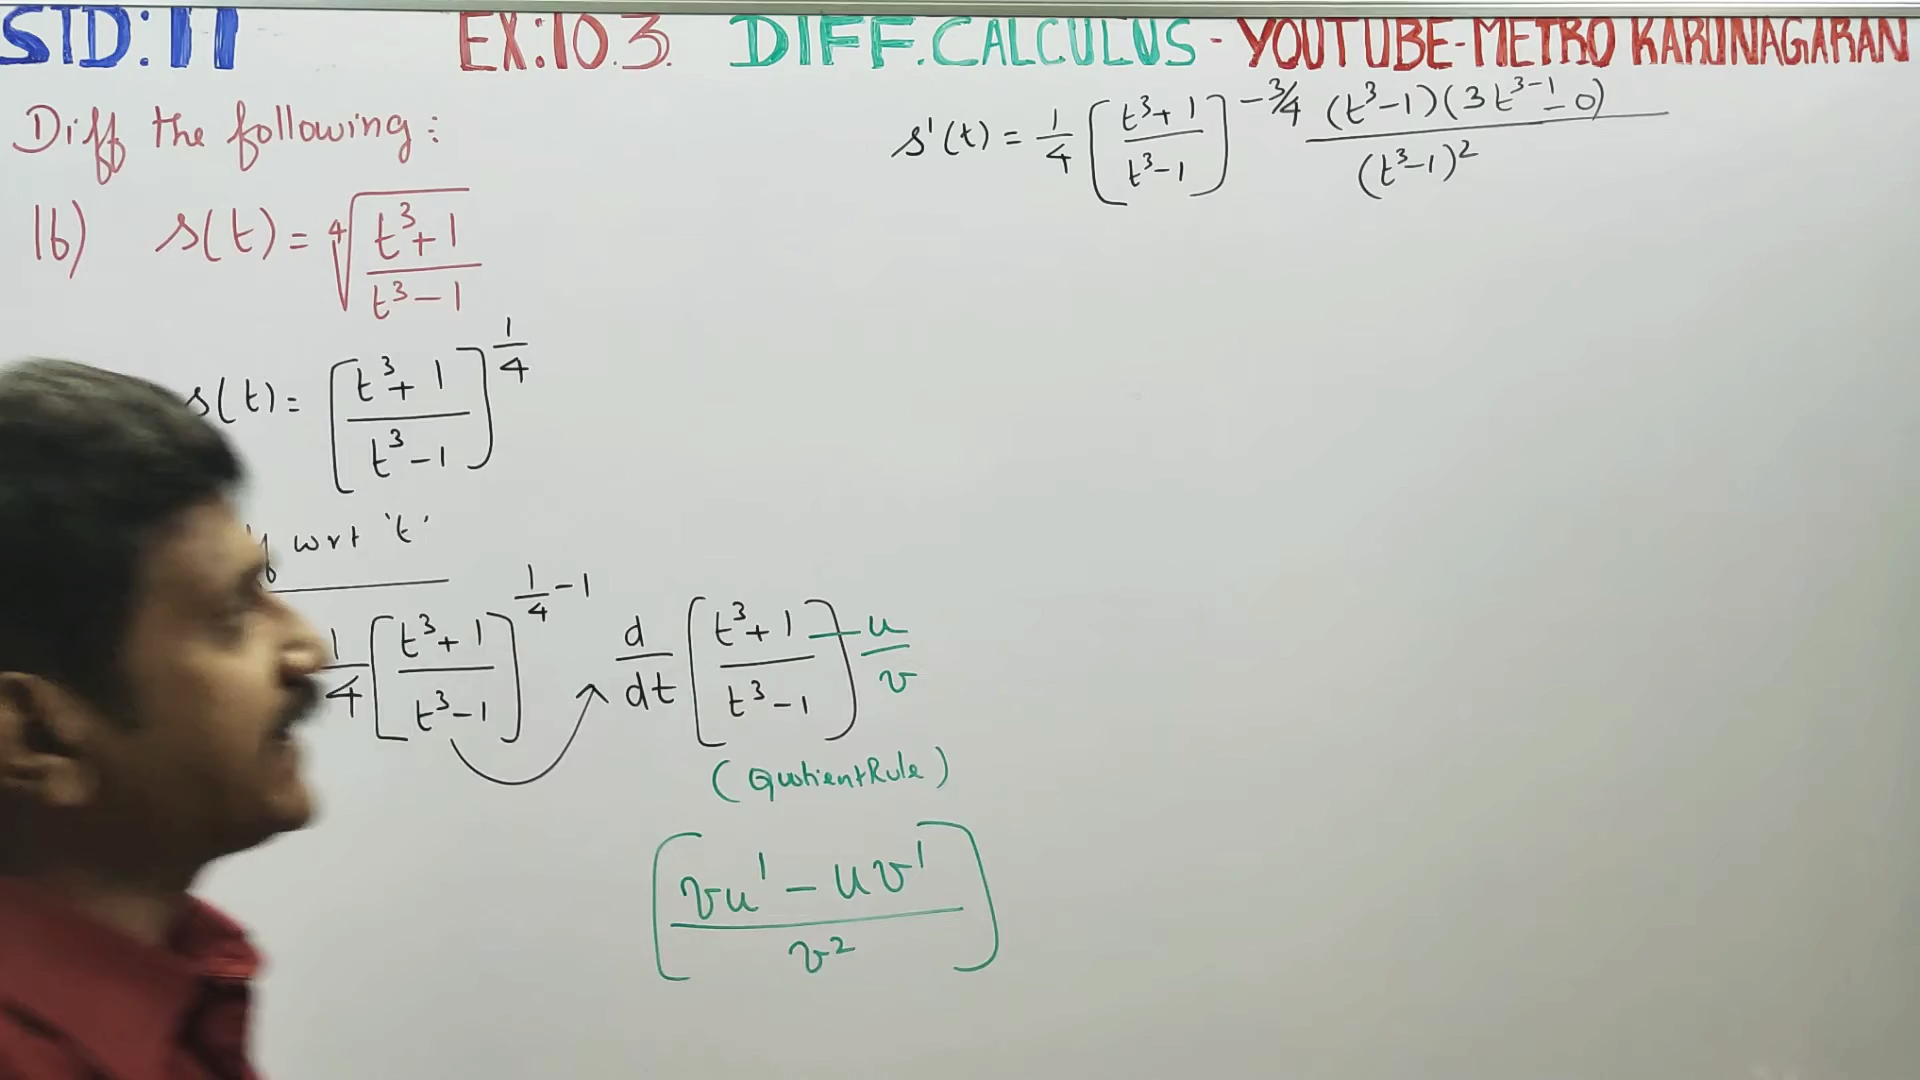 STD:11 EX:10.3. DIFF.CALCULUS - YOUTUBE-METRO KARUNAGARAN
Diff the following:
16) s(t) = ∜((t³+1)/(t³-1))
s(t) = [(t³+1)/(t³-1)]^(1/4)
wrt 't'
1/4 [(t³+1)/(t³-1)]^(1/4 -1) d/dt [(t³+1)/(t³-1)] u/v
(Quotient Rule)
[(vu' - uv')/v²]
s'(t) = 1/4 [(t³+1)/(t³-1)]^(-3/4) (t³-1)(3t^(3-1) - 0)/(t³-1)²